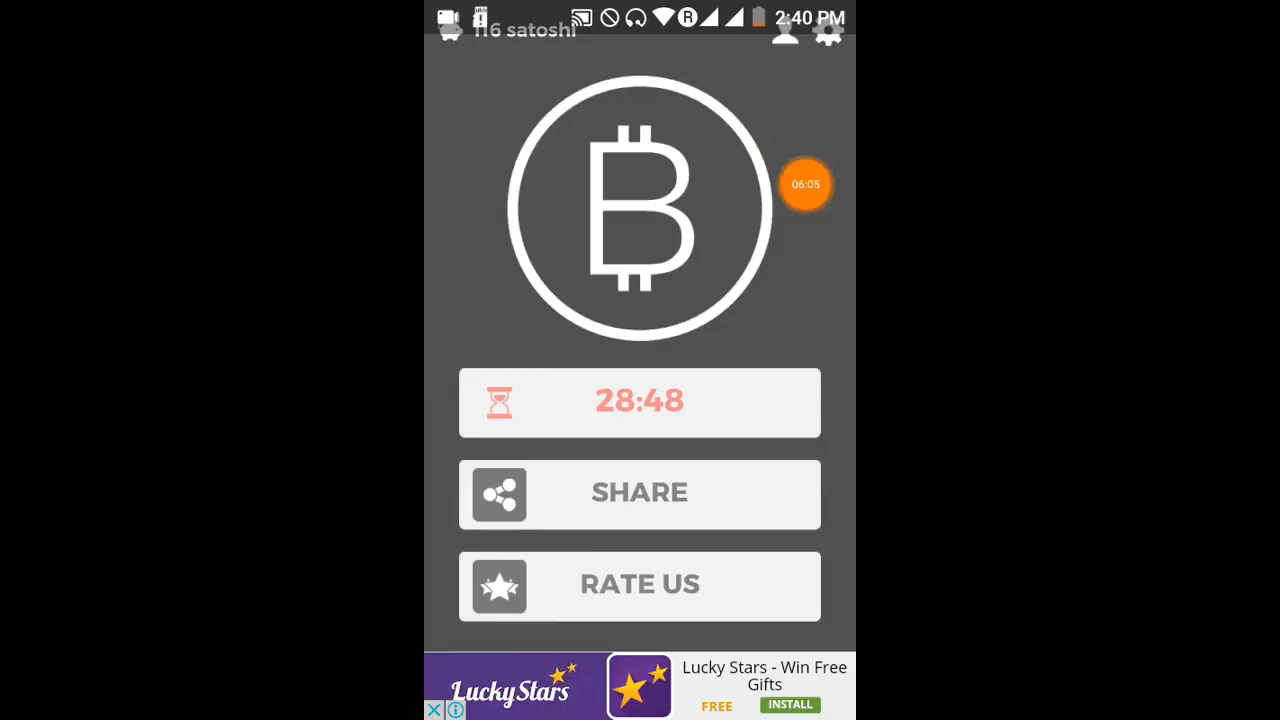 2:40 PM
116 satoshi
06:05
28:48
SHARE
RATE US
LuckyStars
Lucky Stars - Win Free
Gifts
FREE
INSTALL